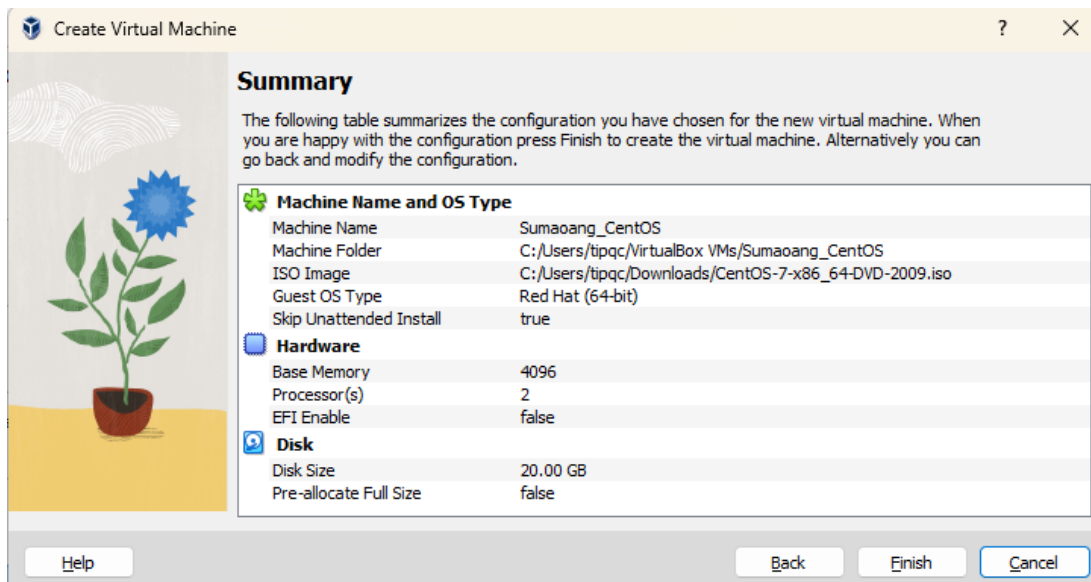 Create Virtual Machine
?
Summary
The following table summarizes the configuration you have chosen for the new virtual machine. When
you are happy with the configuration press Finish to create the virtual machine. Alternatively you can
go back and modify the configuration.
Machine Name and OS Type
Machine Name Sumaoang_CentOS
Machine Folder C:/Users/tipqc/VirtualBox VMs/Sumaoang_CentOS
ISO Image C:/Users/tipqc/Downloads/CentOS-7-x86_64-DVD-2009.iso
Guest OS Type Red Hat (64-bit)
Skip Unattended Install true
Hardware
Base Memory 4096
Processor(s) 2
EFI Enable false
Disk
Disk Size 20.00 GB
Pre-allocate Full Size false
Help Back Finish Cancel